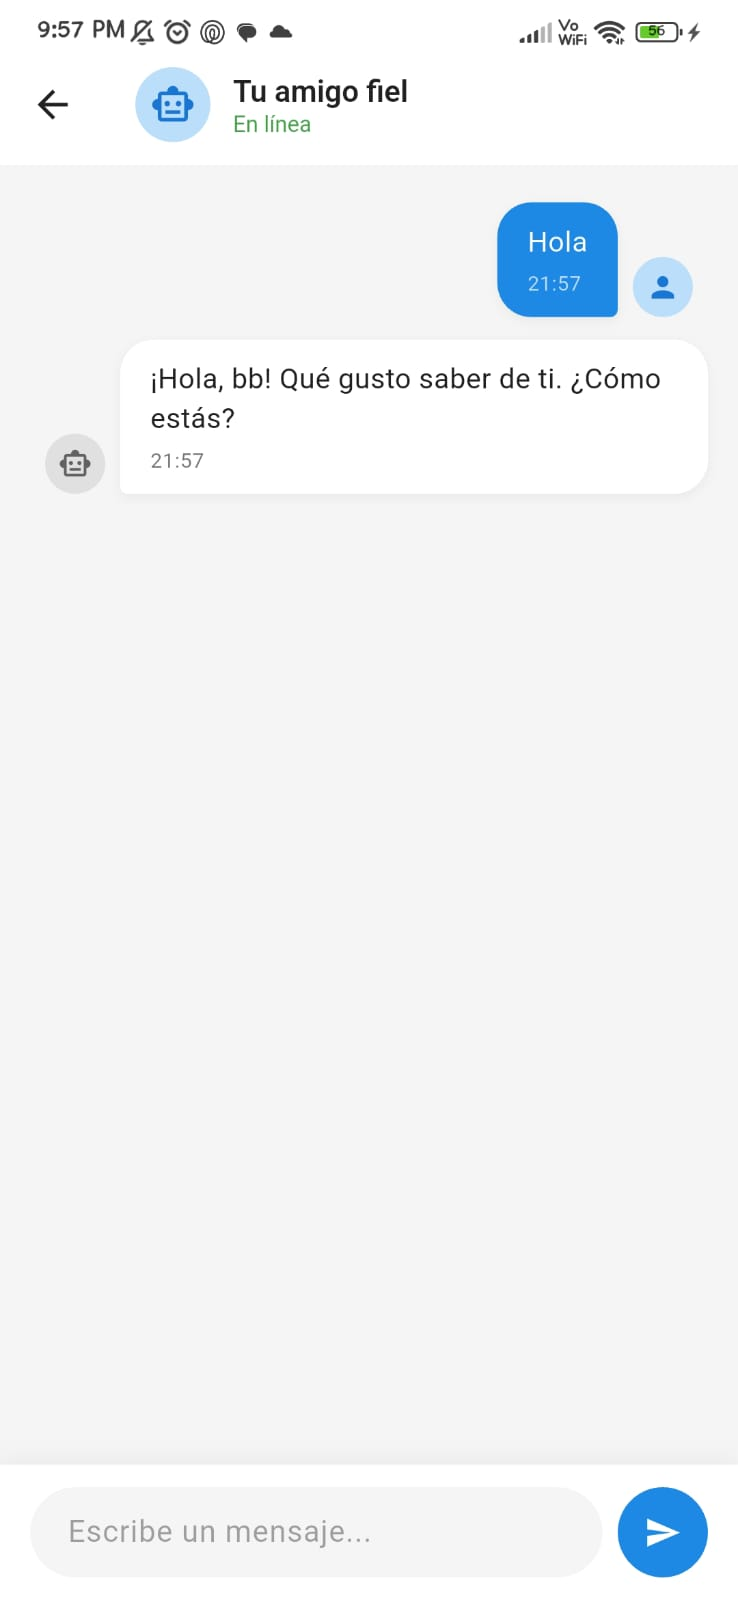 9:57 PM
Vo
WiFi
56
Tu amigo fiel
En línea
Hola
21:57
¡Hola, bb! Qué gusto saber de ti. ¿Cómo
estás?
21:57
Escribe un mensaje...